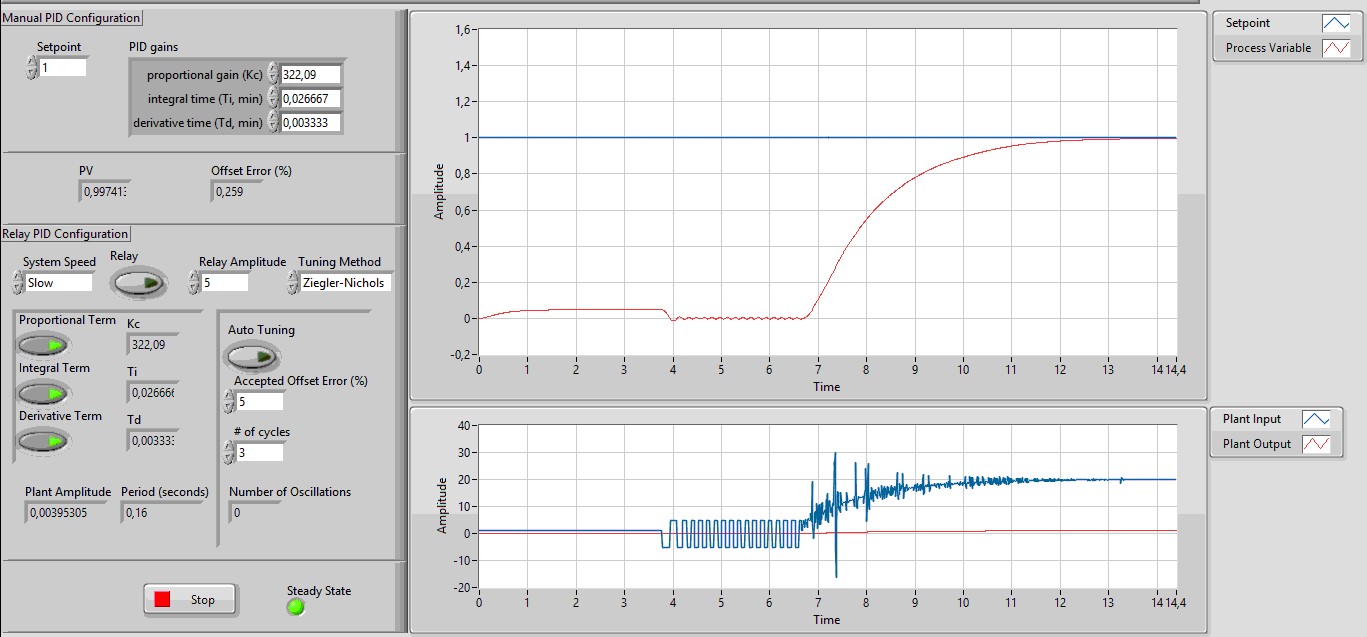 Manual PID Configuration
Setpoint
1
PID gains
proportional gain (Kc) 322,09
integral time (Ti, min) 0,026667
derivative time (Td, min) 0,003333
PV
Offset Error (%)
0,259
Relay PID Configuration
System Speed
Slow
Relay
Relay Amplitude
5
Tuning Method
Ziegler-Nichols
Proportional Term
Integral Term
Derivative Term
Kc
322,09
Ti
Td
Auto Tuning
Accepted Offset Error (%)
5
# of cycles
3
Plant Amplitude
0,00395305
Period (seconds)
0,16
Number of Oscillations
0
Stop
Steady State
Amplitude
1,6
1,4
1,2
1
0,8
0,6
0,4
0,2
0
-0,2
0 1 2 3 4 5 6 7 8 9 10 11 12 13 14 14,4
Time
Setpoint
Process Variable
Amplitude
40
30
20
10
0
-10
-20
0 1 2 3 4 5 6 7 8 9 10 11 12 13 14 14,4
Time
Plant Input
Plant Output